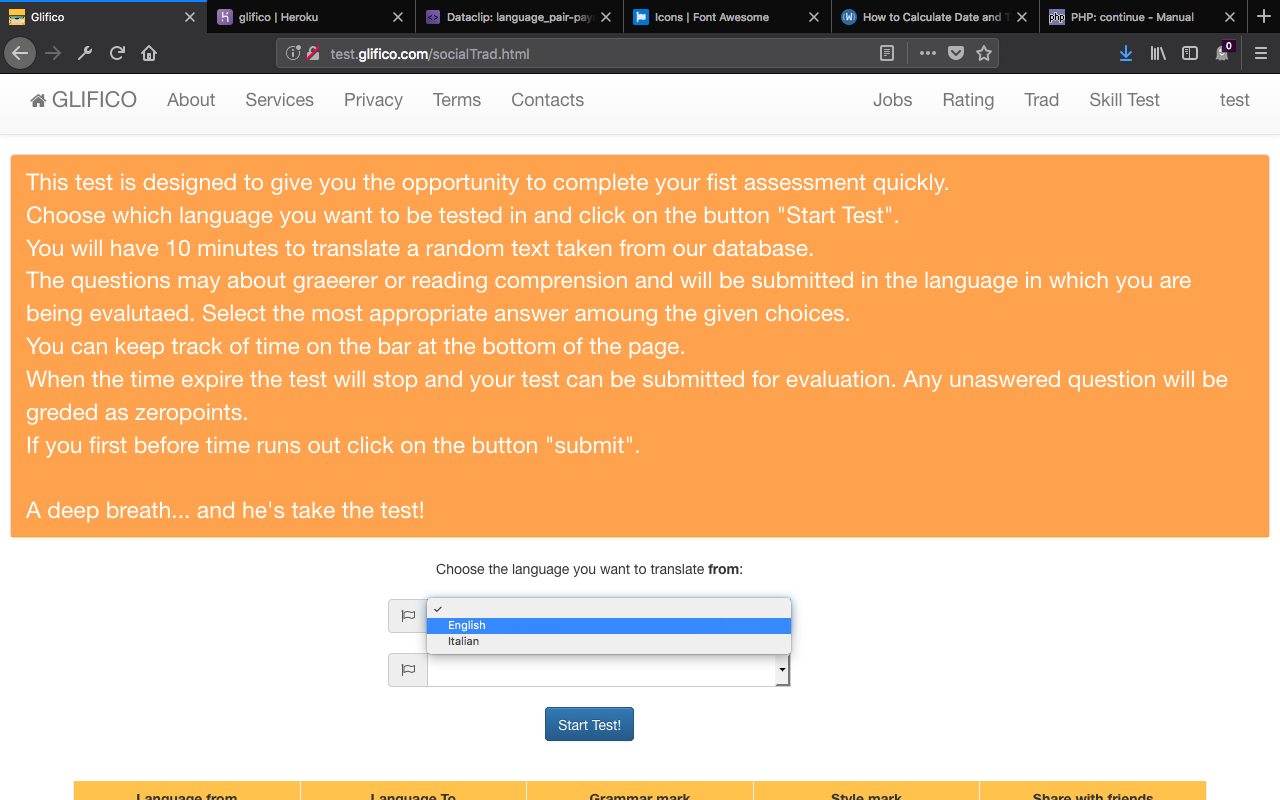 Glifico
glifico | Heroku
Dataclip: language_pair-pay
Icons | Font Awesome
How to Calculate Date and T
php PHP: continue - Manual
test.glifico.com/socialTrad.html
0
GLIFICO About Services Privacy Terms Contacts Jobs Rating Trad Skill Test test
This test is designed to give you the opportunity to complete your fist assessment quickly.
Choose which language you want to be tested in and click on the button "Start Test".
You will have 10 minutes to translate a random text taken from our database.
The questions may about graeerer or reading comprension and will be submitted in the language in which you are
being evalutaed. Select the most appropriate answer amoung the given choices.
You can keep track of time on the bar at the bottom of the page.
When the time expire the test will stop and your test can be submitted for evaluation. Any unaswered question will be
greded as zeropoints.
If you first before time runs out click on the button "submit".
A deep breath... and he's take the test!
Choose the language you want to translate from:
English
Italian
Start Test!
Language from Language To Grammar mark Style mark Share with friends